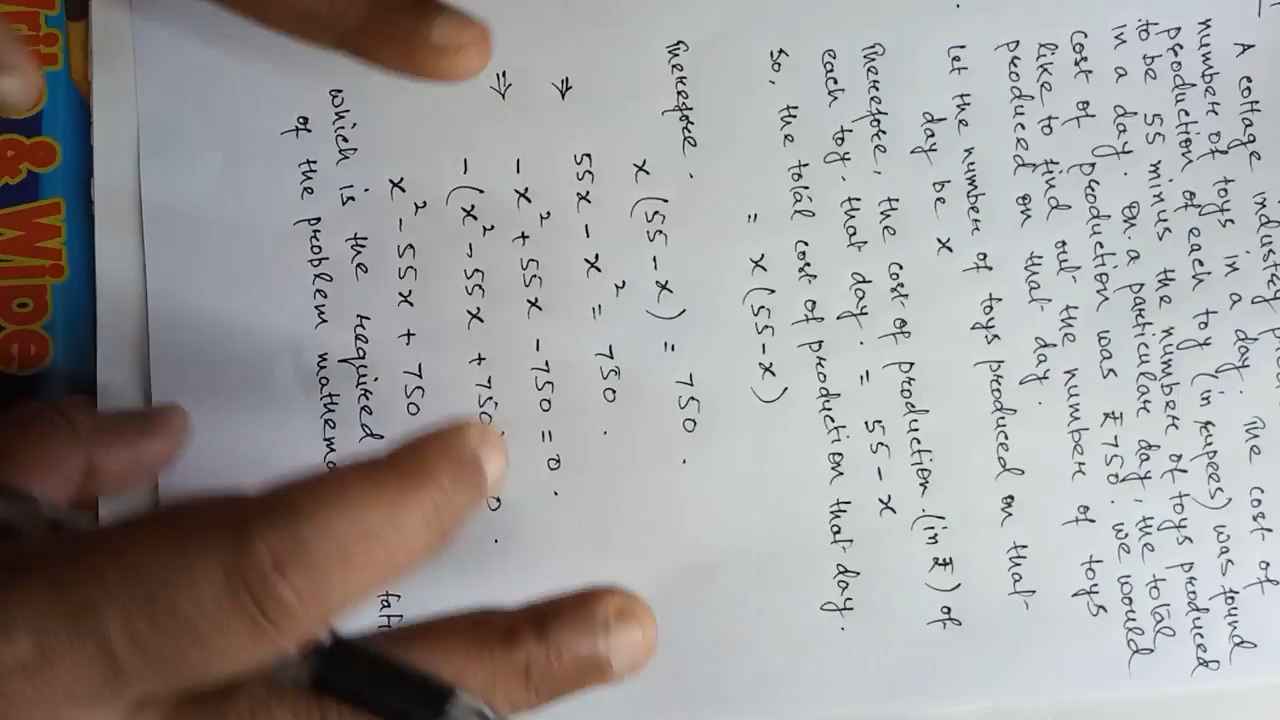 A cottage industry
number of toys in a day. The cost of
production of each toy (in rupees) was found
to be 55 minus the number of toys produced
in a day. on a particular day, the total
cost of production was ₹750. we would
like to find out the number of toys
produced on that day.
Let the number of toys produced on that
day be x
Therefore, the cost of production (in ₹) of
each toy that day. = 55 - x
So, the total cost of production that day.
= x(55-x)
Therefore.
x(55-x) = 750.
⇒ 55x - x² = 750.
⇒ -x² + 55x - 750 = 0.
-(x² - 55x + 750 0.
x² - 55x + 750
which is the required
of the problem
& Wipe